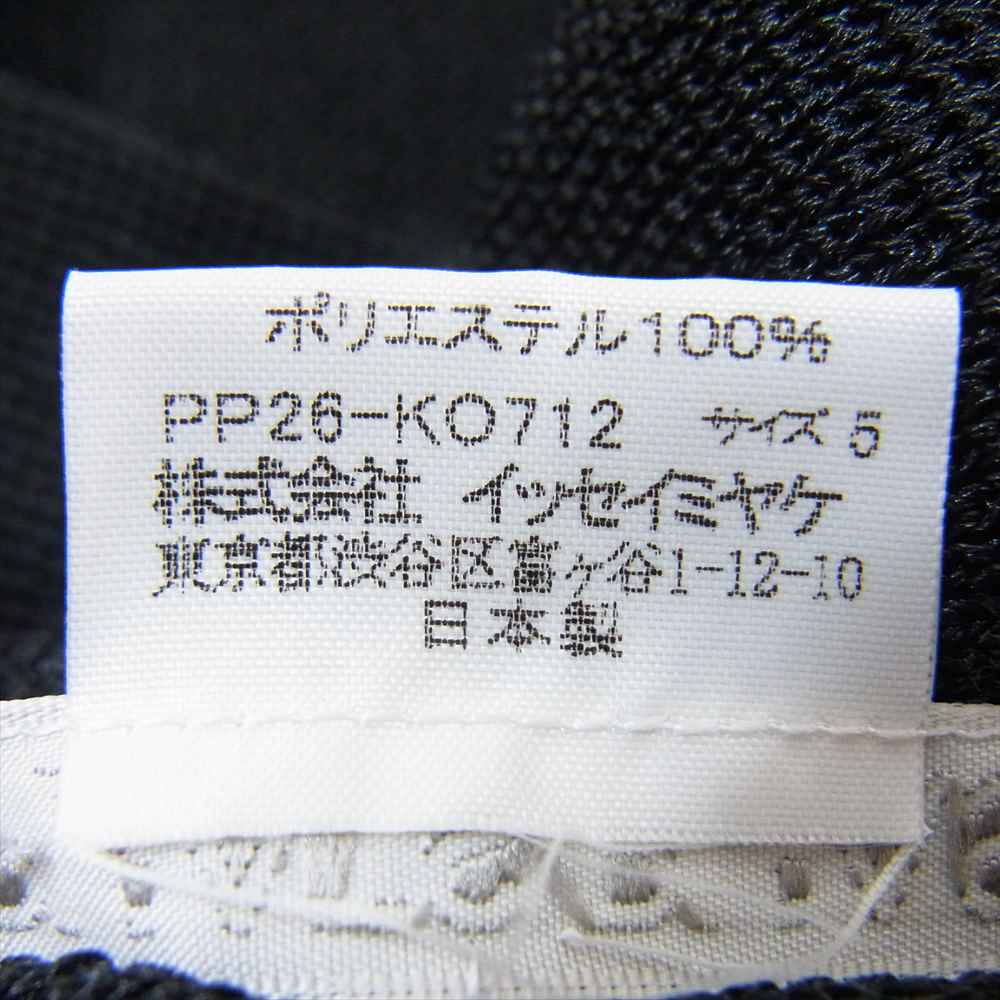 ポリエステル100%
PP26-KO712 サイズ 5
株式会社 イッセイミヤケ
東京都渋谷区富ヶ谷1-12-10
日本製